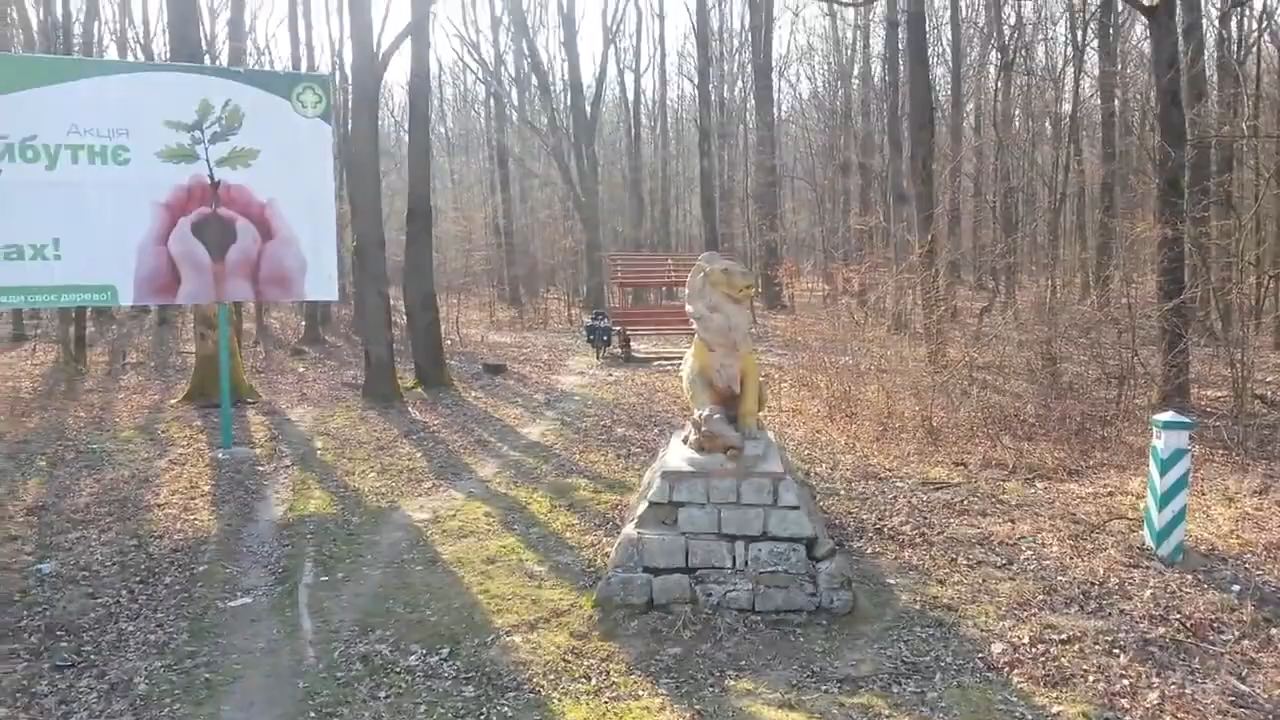 Акція
йбутнє
ах!
ади своє дерево!